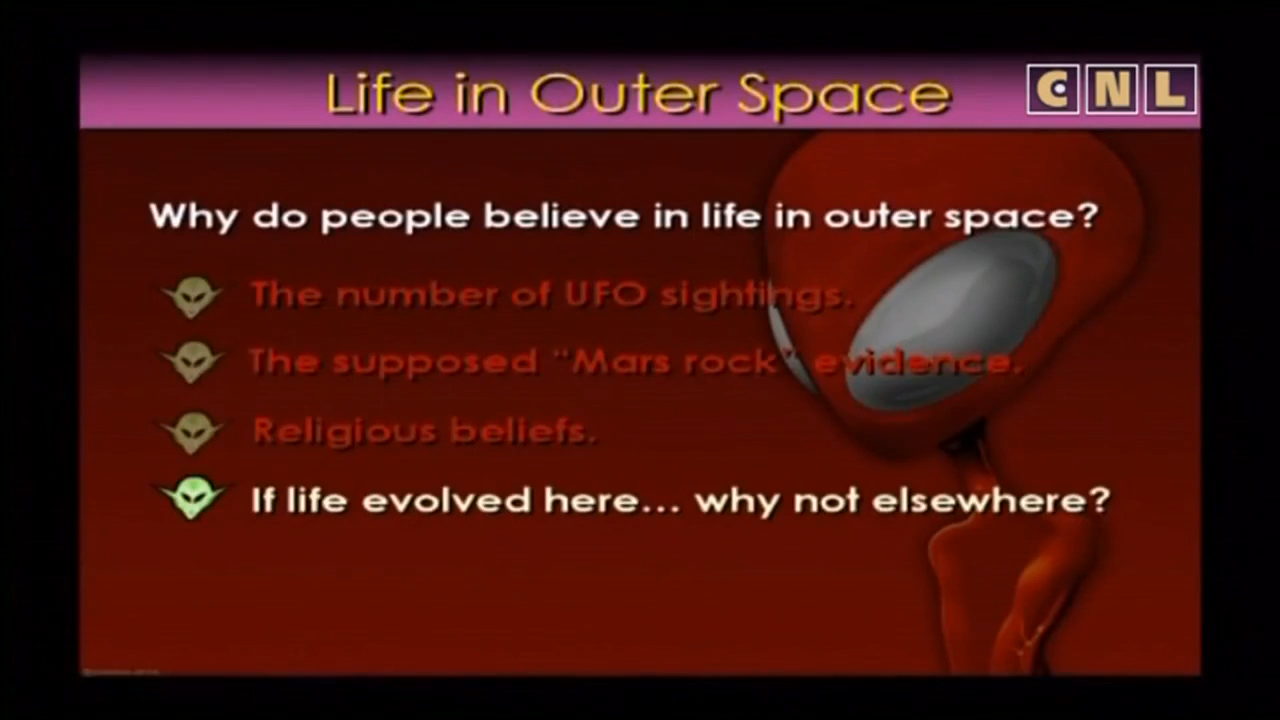 Life in Outer Space
CNL
Why do people believe in life in outer space?
The number of UFO sightings.
The supposed "Mars rock" evidence.
Religious beliefs.
If life evolved here... why not elsewhere?